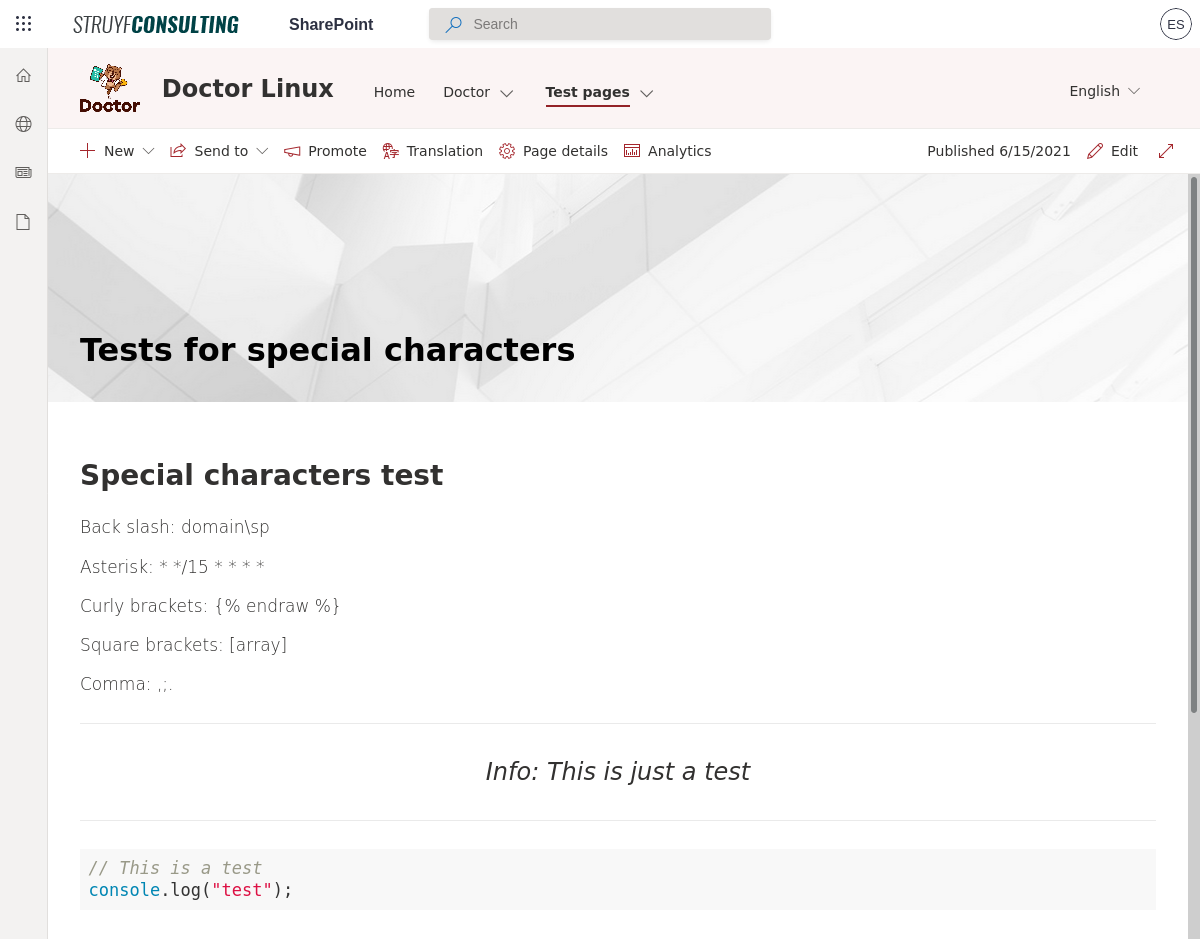 STRUYFCONSULTING SharePoint Search ES
Doctor Doctor Linux Home Doctor Test pages English
New Send to Promote Translation Page details Analytics Published 6/15/2021 Edit
Tests for special characters
Special characters test
Back slash: domain\sp
Asterisk: * */15 * * * *
Curly brackets: {% endraw %}
Square brackets: [array]
Comma: ,;.
Info: This is just a test
// This is a test
console.log("test");